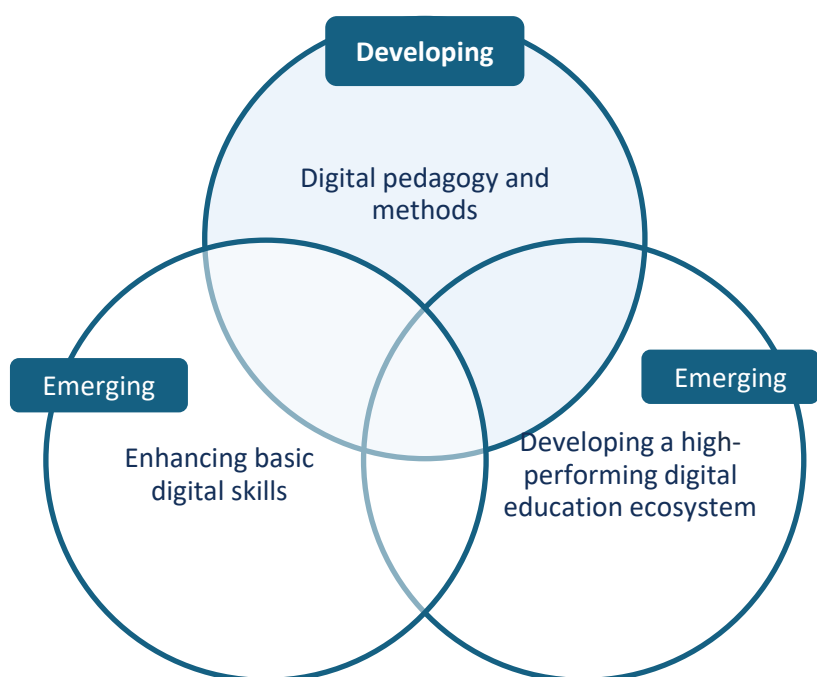 Developing
Digital pedagogy and
methods
Emerging
Enhancing basic
digital skills
Emerging
Developing a high-
performing digital
education ecosystem